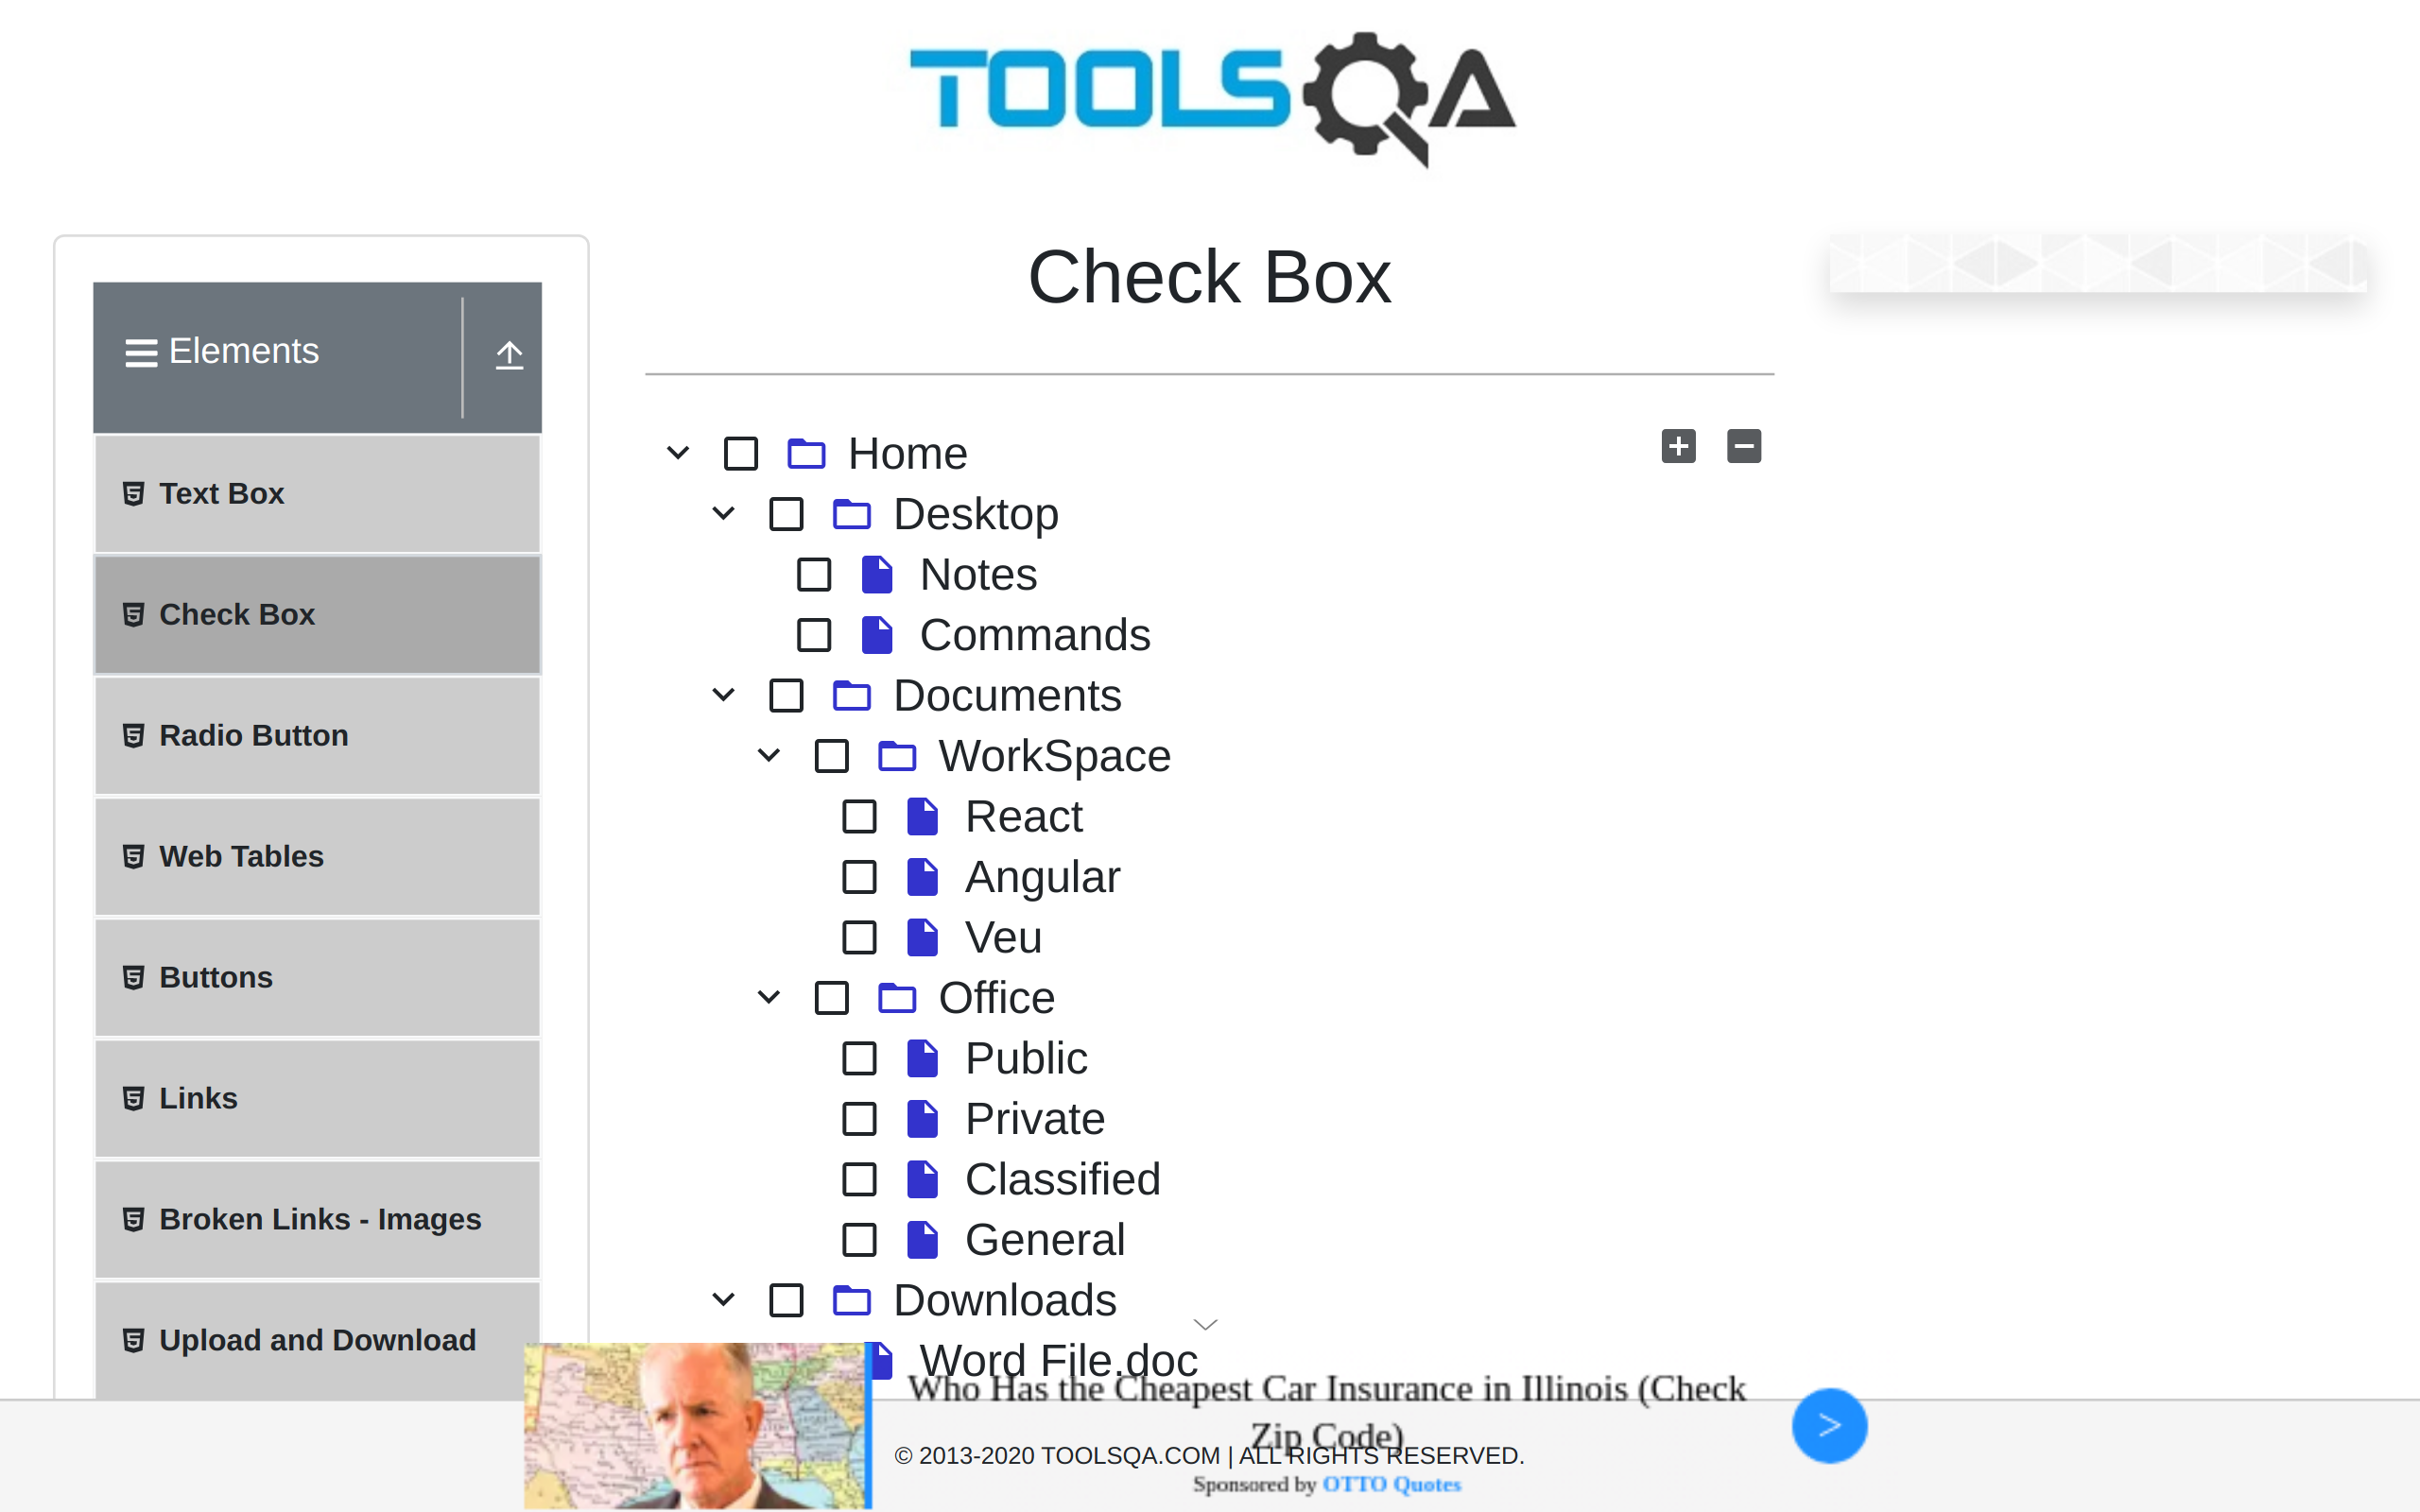 TOOLSQA
Check Box
Elements
Text Box
Check Box
Radio Button
Web Tables
Buttons
Links
Broken Links - Images
Upload and Download
Home
Desktop
Notes
Commands
Documents
WorkSpace
React
Angular
Veu
Office
Public
Private
Classified
General
Downloads
Word File.doc
Who Has the Cheapest Car Insurance in Illinois (Check
Zip Code)
© 2013-2020 TOOLSQA.COM | ALL RIGHTS RESERVED.
Sponsored by OTTO Quotes